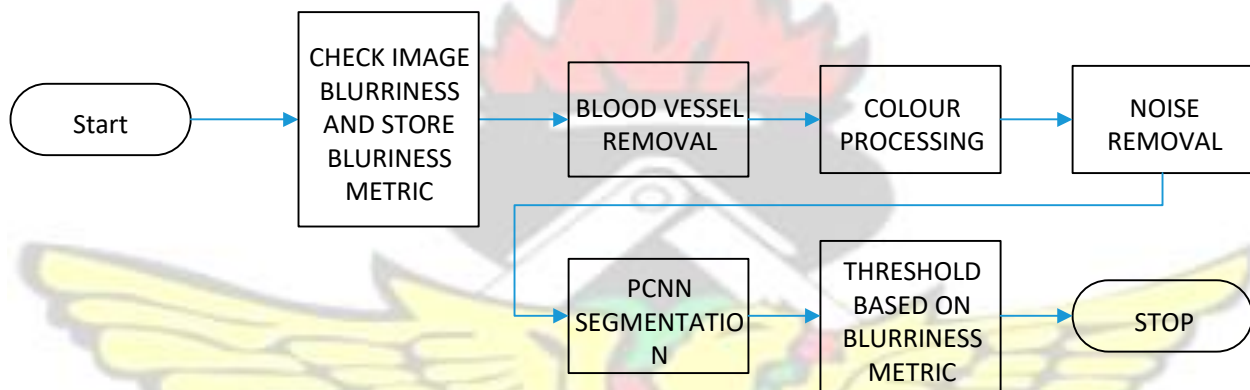 Start
CHECK IMAGE
BLURRINESS
AND STORE
BLURINESS
METRIC
BLOOD VESSEL
REMOVAL
COLOUR
PROCESSING
NOISE
REMOVAL
PCNN
SEGMENTATIO
N
THRESHOLD
BASED ON
BLURRINESS
METRIC
STOP